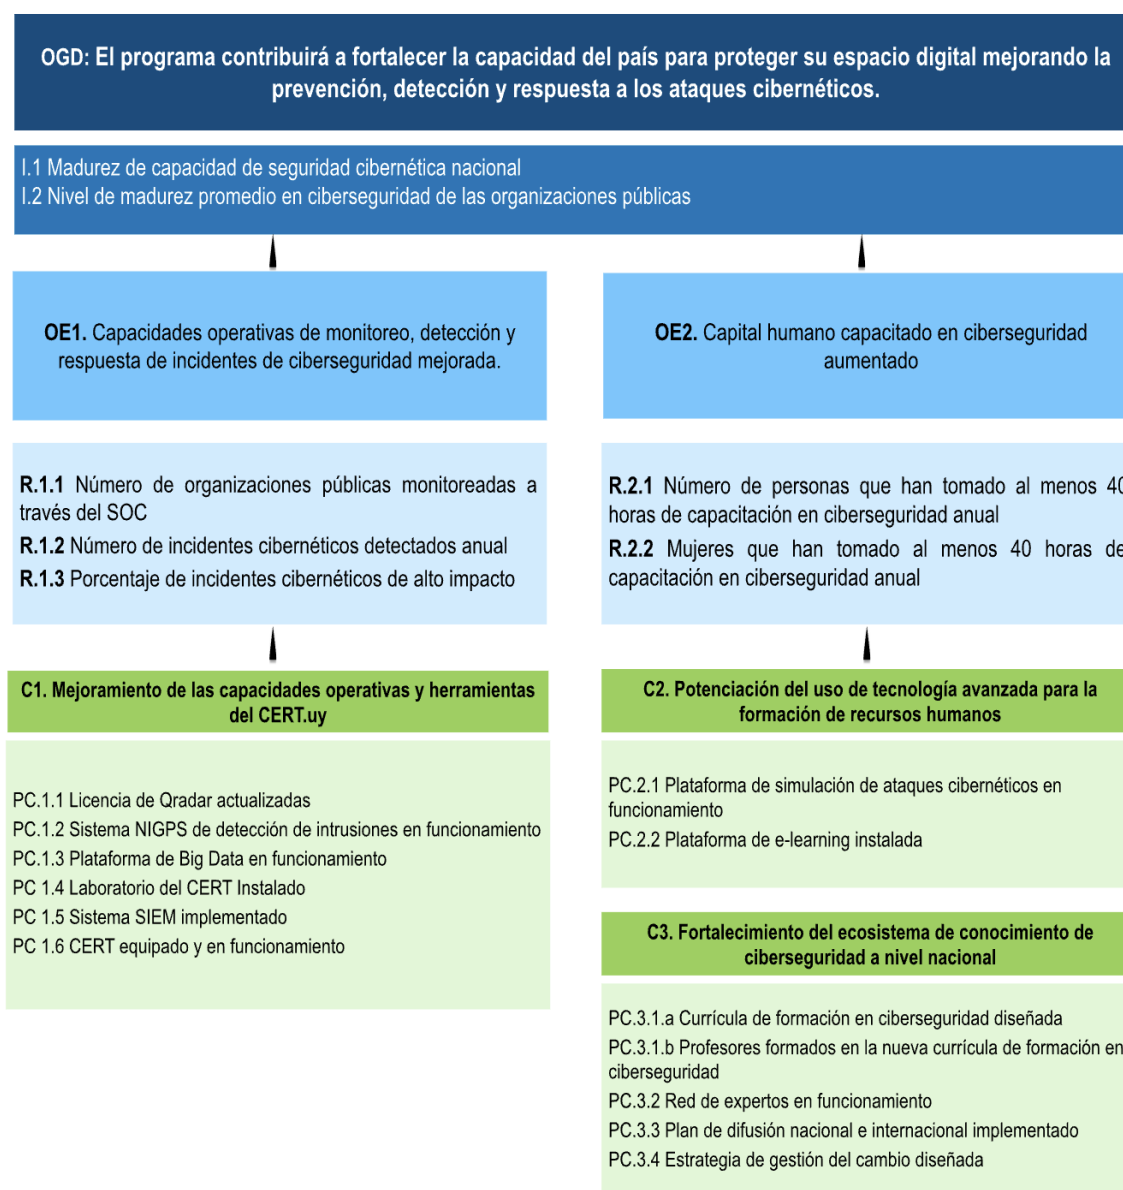 OGD: El programa contribuirá a fortalecer la capacidad del país para proteger su espacio digital mejorando la
prevención, detección y respuesta a los ataques cibernéticos.
I.1 Madurez de capacidad de seguridad cibernética nacional
I.2 Nivel de madurez promedio en ciberseguridad de las organizaciones públicas
OE1. Capacidades operativas de monitoreo, detección y
respuesta de incidentes de ciberseguridad mejorada.
R.1.1 Número de organizaciones públicas monitoreadas a
través del SOC
R.1.2 Número de incidentes cibernéticos detectados anual
R.1.3 Porcentaje de incidentes cibernéticos de alto impacto
C1. Mejoramiento de las capacidades operativas y herramientas
del CERT.uy
PC.1.1 Licencia de Qradar actualizadas
PC.1.2 Sistema NIGPS de detección de intrusiones en funcionamiento
PC.1.3 Plataforma de Big Data en funcionamiento
PC 1.4 Laboratorio del CERT Instalado
PC 1.5 Sistema SIEM implementado
PC 1.6 CERT equipado y en funcionamiento
OE2. Capital humano capacitado en ciberseguridad
aumentado
R.2.1 Número de personas que han tomado al menos 40
horas de capacitación en ciberseguridad anual
R.2.2 Mujeres que han tomado al menos 40 horas de
capacitación en ciberseguridad anual
C2. Potenciación del uso de tecnología avanzada para la
formación de recursos humanos
PC.2.1 Plataforma de simulación de ataques cibernéticos en
funcionamiento
PC.2.2 Plataforma de e-learning instalada
C3. Fortalecimiento del ecosistema de conocimiento de
ciberseguridad a nivel nacional
PC.3.1.a Currícula de formación en ciberseguridad diseñada
PC.3.1.b Profesores formados en la nueva currícula de formación en
ciberseguridad
PC.3.2 Red de expertos en funcionamiento
PC.3.3 Plan de difusión nacional e internacional implementado
PC.3.4 Estrategia de gestión del cambio diseñada